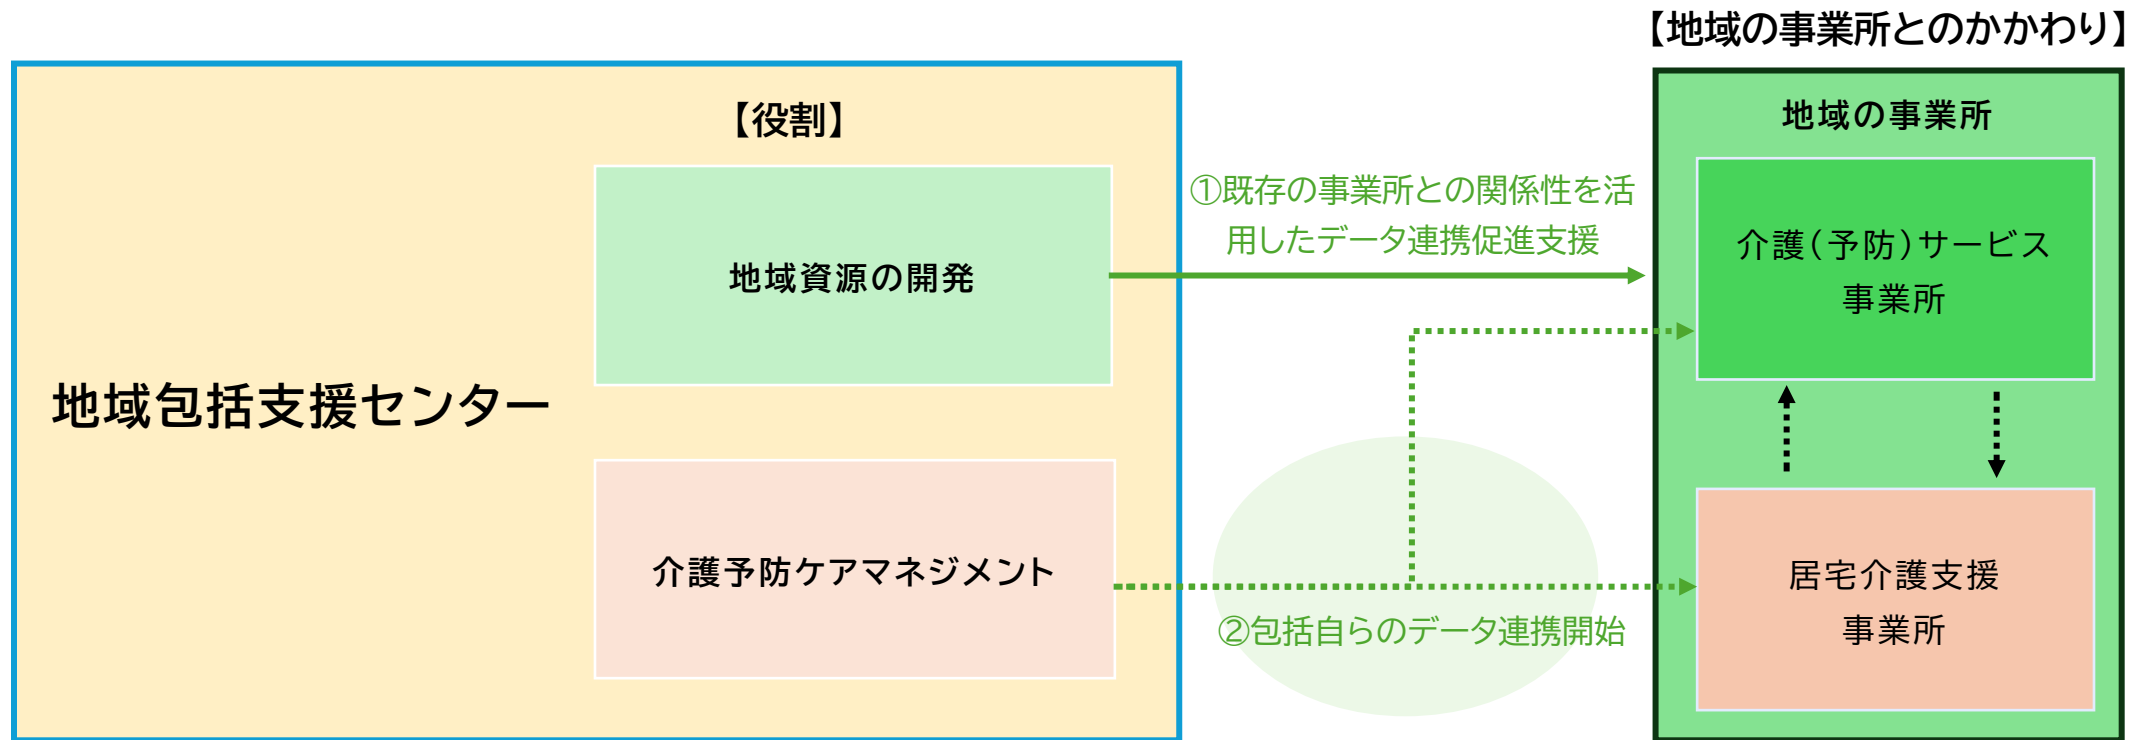 【地域の事業所とのかかわり】
【役割】
地域の事業所
地域包括支援センター
地域資源の開発
①既存の事業所との関係性を活
用したデータ連携促進支援
介護（予防）サービス
事業所
介護予防ケアマネジメント
②包括自らのデータ連携開始
居宅介護支援
事業所